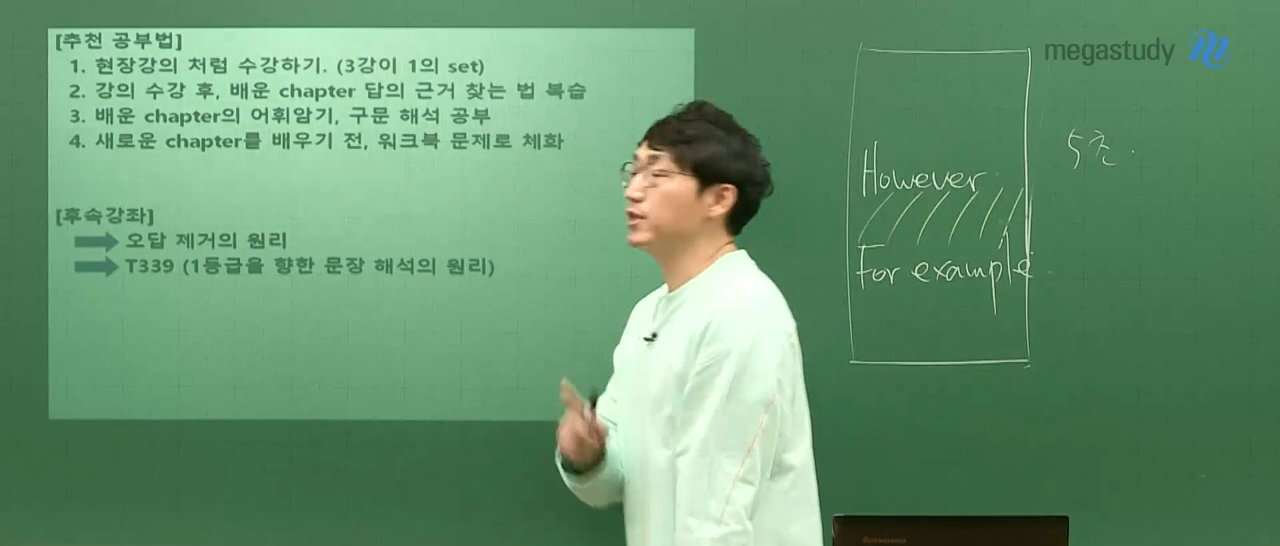 [추천 공부법]
1. 현장강의 처럼 수강하기. (3강이 1의 set)
2. 강의 수강 후, 배운 chapter 답의 근거 찾는 법 복습
3. 배운 chapter의 어휘암기, 구문 해석 공부
4. 새로운 chapter를 배우기 전, 워크북 문제로 체화
[후속강좌]
오답 제거의 원리
T339 (1등급을 향한 문장 해석의 원리)
megastudy
However
For example.
5초.